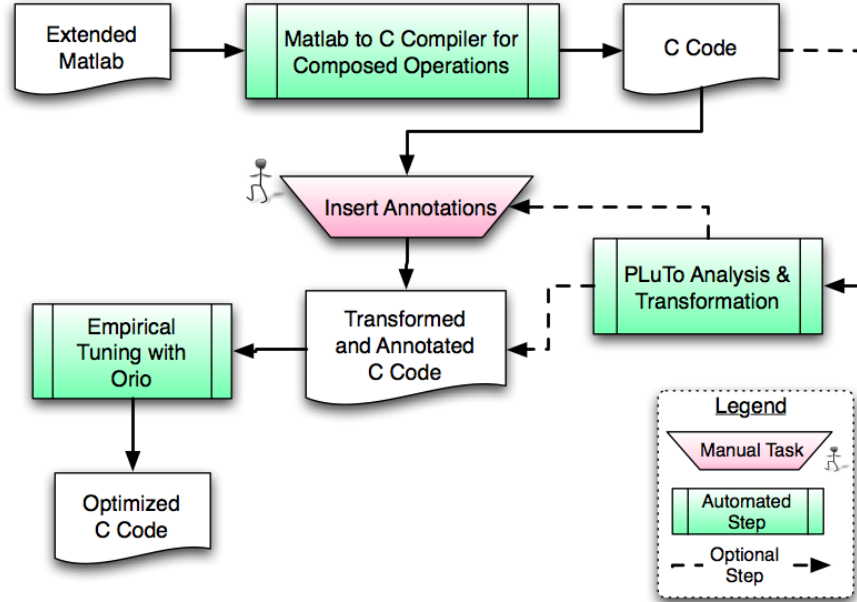 Extended
Matlab
Matlab to C Compiler for
Composed Operations
C Code
Insert Annotations
PLuTo Analysis &
Transformation
Empirical
Tuning with
Orio
Transformed
and Annotated
C Code
Optimized
C Code
Legend
Manual Task
Automated
Step
Optional
Step